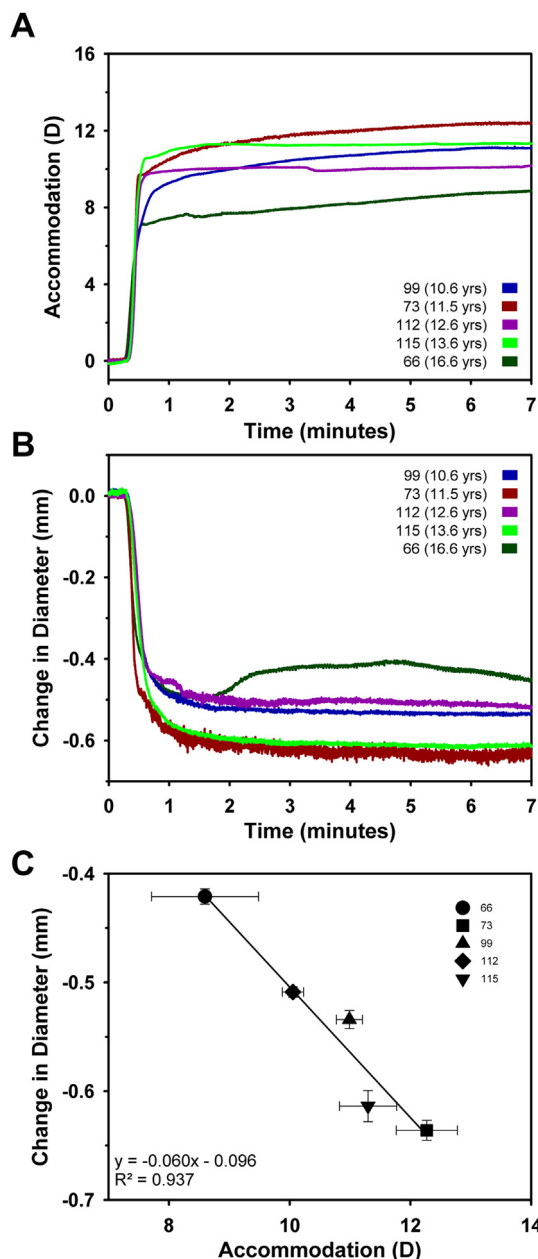 A
Accommodation (D)
16
12
8
4
0
99 (10.6 yrs)
73 (11.5 yrs)
112 (12.6 yrs)
115 (13.6 yrs)
66 (16.6 yrs)
0 1 2 3 4 5 6 7
Time (minutes)
B
Change in Diameter (mm)
0.0
-0.2
-0.4
-0.6
99 (10.6 yrs)
73 (11.5 yrs)
112 (12.6 yrs)
115 (13.6 yrs)
66 (16.6 yrs)
0 1 2 3 4 5 6 7
Time (minutes)
C
Change in Diameter (mm)
-0.4
-0.5
-0.6
-0.7
66
73
99
112
115
y = -0.060x - 0.096
R² = 0.937
8 10 12 14
Accommodation (D)